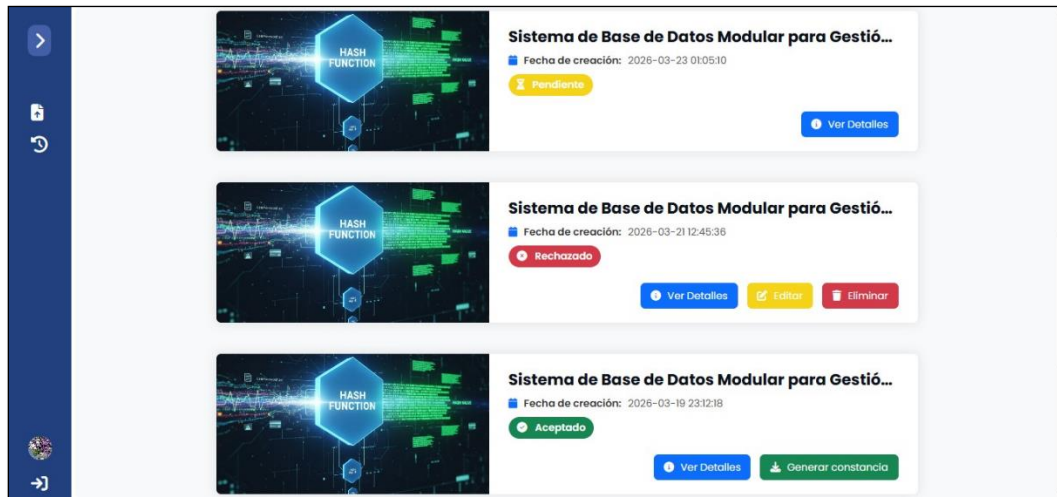 HASH
FUNCTION
Sistema de Base de Datos Modular para Gestió...
Fecha de creación: 2026-03-23 01:05:10
Pendiente
Ver Detalles
HASH
FUNCTION
Sistema de Base de Datos Modular para Gestió...
Fecha de creación: 2026-03-21 12:45:36
Rechazado
Ver Detalles
Editar
Eliminar
HASH
FUNCTION
Sistema de Base de Datos Modular para Gestió...
Fecha de creación: 2026-03-19 23:12:18
Aceptado
Ver Detalles
Generar constancia